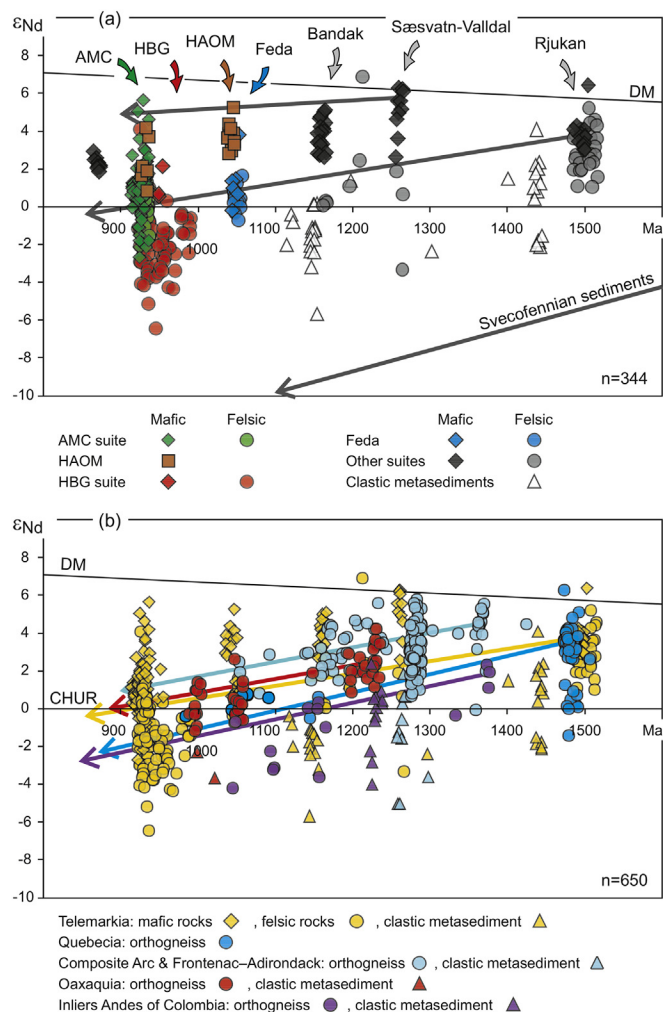 εNd (a)
Bandak
Sæsvatn-Valldal
AMC HBG HAOM Feda
Rjukan
8
6
4
2
0
-2
-4
-6
-8
-10
DM
900 1000 1100 1200 1300 1400 1500 Ma
Svecofennian sediments
n=344
Mafic Felsic Mafic Felsic
AMC suite Feda
HAOM Other suites
HBG suite Clastic metasediments
εNd (b)
8
6
4
2
0
-2
-4
-6
-8
-10
DM
CHUR
900 1000 1100 1200 1300 1400 1500 Ma
n=650
Telemarkia: mafic rocks , felsic rocks , clastic metasediment
Quebecia: orthogneiss
Composite Arc & Frontenac–Adirondack: orthogneiss , clastic metasediment
Oaxaquia: orthogneiss , clastic metasediment
Inliers Andes of Colombia: orthogneiss , clastic metasediment